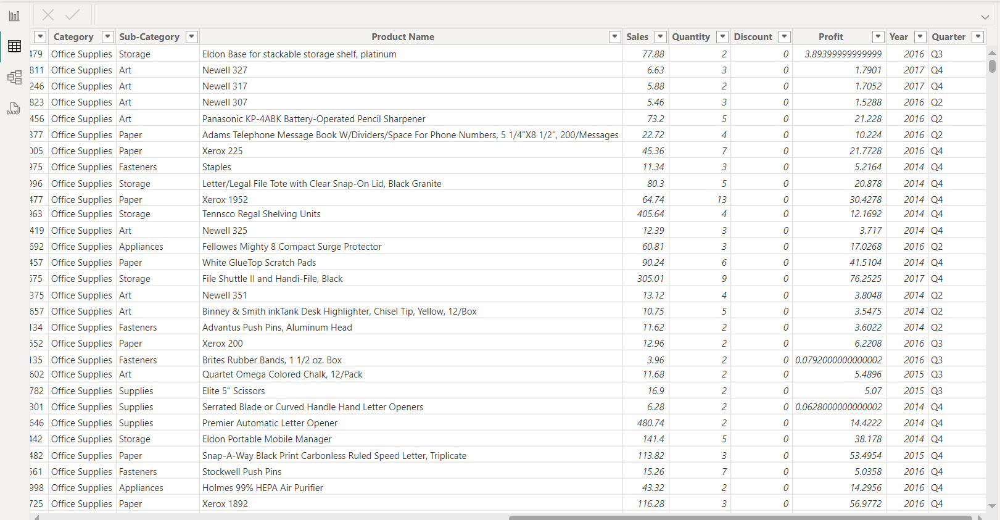 Category Sub-Category Product Name Sales Quantity Discount Profit Year Quarter
479 Office Supplies Storage Eldon Base for stackable storage shelf, platinum 77.88 2 0 3.89399999999999 2016 Q3
811 Office Supplies Art Newell 327 6.63 3 0 1.7901 2017 Q4
246 Office Supplies Art Newell 317 5.88 2 0 1.7052 2017 Q4
823 Office Supplies Art Newell 307 5.46 3 0 1.5288 2016 Q2
456 Office Supplies Art Panasonic KP-4ABK Battery-Operated Pencil Sharpener 73.2 5 0 21.228 2016 Q2
377 Office Supplies Paper Adams Telephone Message Book W/Dividers/Space For Phone Numbers, 5 1/4"X8 1/2", 200/Messages 22.72 4 0 10.224 2016 Q2
005 Office Supplies Paper Xerox 225 45.36 7 0 21.7728 2016 Q4
975 Office Supplies Fasteners Staples 11.34 3 0 5.2164 2014 Q4
996 Office Supplies Storage Letter/Legal File Tote with Clear Snap-On Lid, Black Granite 80.3 5 0 20.878 2014 Q4
477 Office Supplies Paper Xerox 1952 64.74 13 0 30.4278 2014 Q4
963 Office Supplies Storage Tennsco Regal Shelving Units 405.64 4 0 12.1692 2014 Q4
419 Office Supplies Art Newell 325 12.39 3 0 3.717 2014 Q4
692 Office Supplies Appliances Fellowes Mighty 8 Compact Surge Protector 60.81 3 0 17.0268 2016 Q2
457 Office Supplies Paper White GlueTop Scratch Pads 90.24 6 0 41.5104 2014 Q4
575 Office Supplies Storage File Shuttle II and Handi-File, Black 305.01 9 0 76.2525 2017 Q4
375 Office Supplies Art Newell 351 13.12 4 0 3.8048 2014 Q2
657 Office Supplies Art Binney & Smith inkTank Desk Highlighter, Chisel Tip, Yellow, 12/Box 10.75 5 0 3.5475 2014 Q2
134 Office Supplies Fasteners Advantus Push Pins, Aluminum Head 11.62 2 0 3.6022 2014 Q2
552 Office Supplies Paper Xerox 200 12.96 2 0 6.2208 2016 Q3
135 Office Supplies Fasteners Brites Rubber Bands, 1 1/2 oz. Box 3.96 2 0 0.0792000000000002 2016 Q3
602 Office Supplies Art Quartet Omega Colored Chalk, 12/Pack 11.68 2 0 5.4896 2015 Q3
782 Office Supplies Supplies Elite 5" Scissors 16.9 2 0 5.07 2015 Q3
301 Office Supplies Supplies Serrated Blade or Curved Handle Hand Letter Openers 6.28 2 0 0.0628000000000002 2014 Q4
646 Office Supplies Supplies Premier Automatic Letter Opener 480.74 2 0 14.4222 2014 Q4
442 Office Supplies Storage Eldon Portable Mobile Manager 141.4 5 0 38.178 2014 Q4
482 Office Supplies Paper Snap-A-Way Black Print Carbonless Ruled Speed Letter, Triplicate 113.82 3 0 53.4954 2015 Q4
561 Office Supplies Fasteners Stockwell Push Pins 15.26 7 0 5.0358 2016 Q4
998 Office Supplies Appliances Holmes 99% HEPA Air Purifier 43.32 2 0 14.2956 2016 Q4
725 Office Supplies Paper Xerox 1892 116.28 3 0 56.9772 2016 Q4
DAX